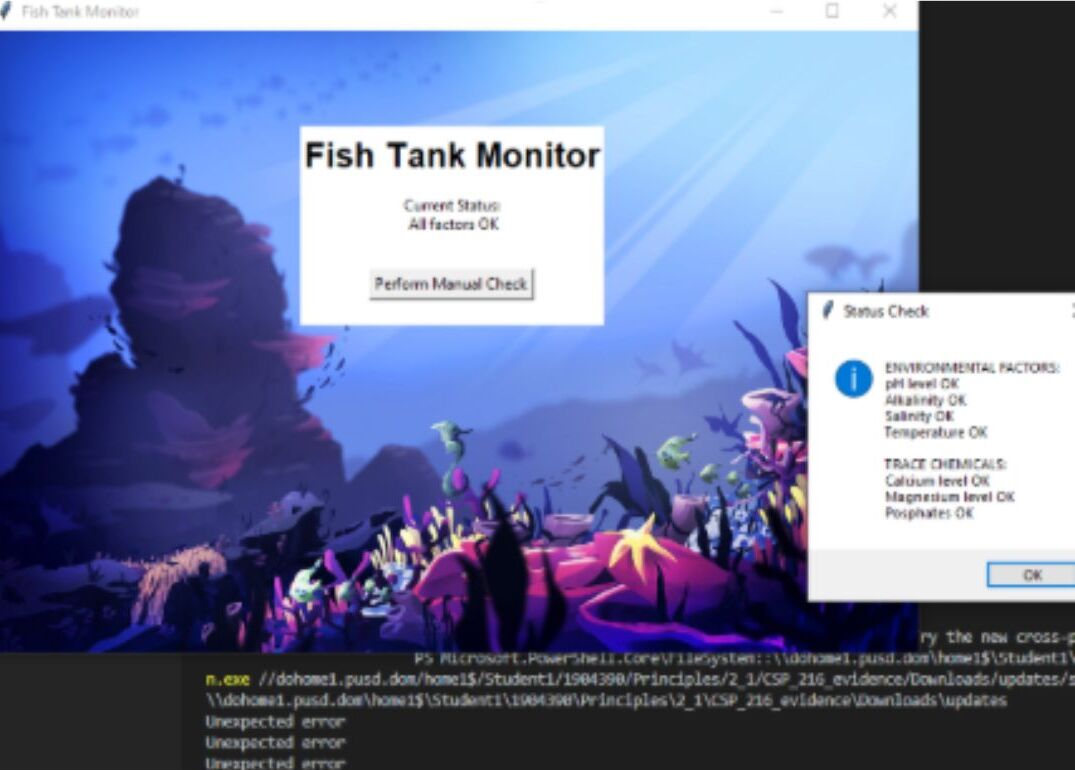 Fish Tank Monitor
Fish Tank Monitor
Current Status:
All factors OK
Perform Manual Check
Status Check
ENVIRONMENTAL FACTORS:
pH level OK
Alkalinity OK
Salinity OK
Temperature OK
TRACE CHEMICALS:
Calcium level OK
Magnesium level OK
Posphates OK
OK
ry the new cross-p
PS Microsoft.PowerShell.Core\FileSystem::\\dohome1.pusd.dom\home1$\Student1\
n.exe //dohome1.pusd.dom/home1$/Student1/1904390/Principles/2_1/CSP_216_evidence/Downloads/updates/s
\\dohome1.pusd.dom\home1$\Student1\1904390\Principles\2_1\CSP_216_evidence\Downloads\updates
Unexpected error
Unexpected error
Unexpected error